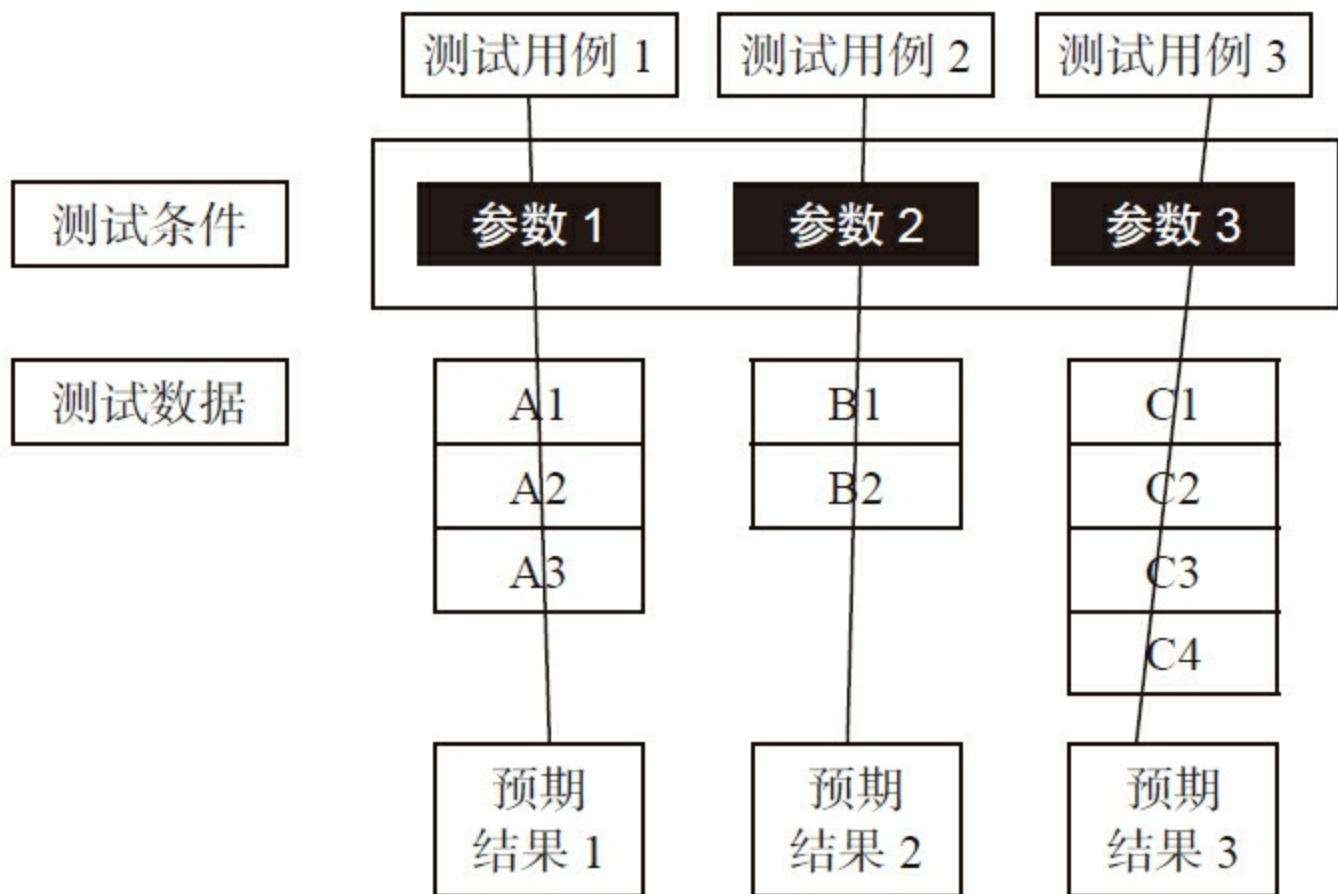 测试用例 1 测试用例 2 测试用例 3
测试条件 参数 1 参数 2 参数 3
测试数据 A1 B1 C1
A2 B2 C2
A3 C3
C4
预期 预期 预期
结果 1 结果 2 结果 3